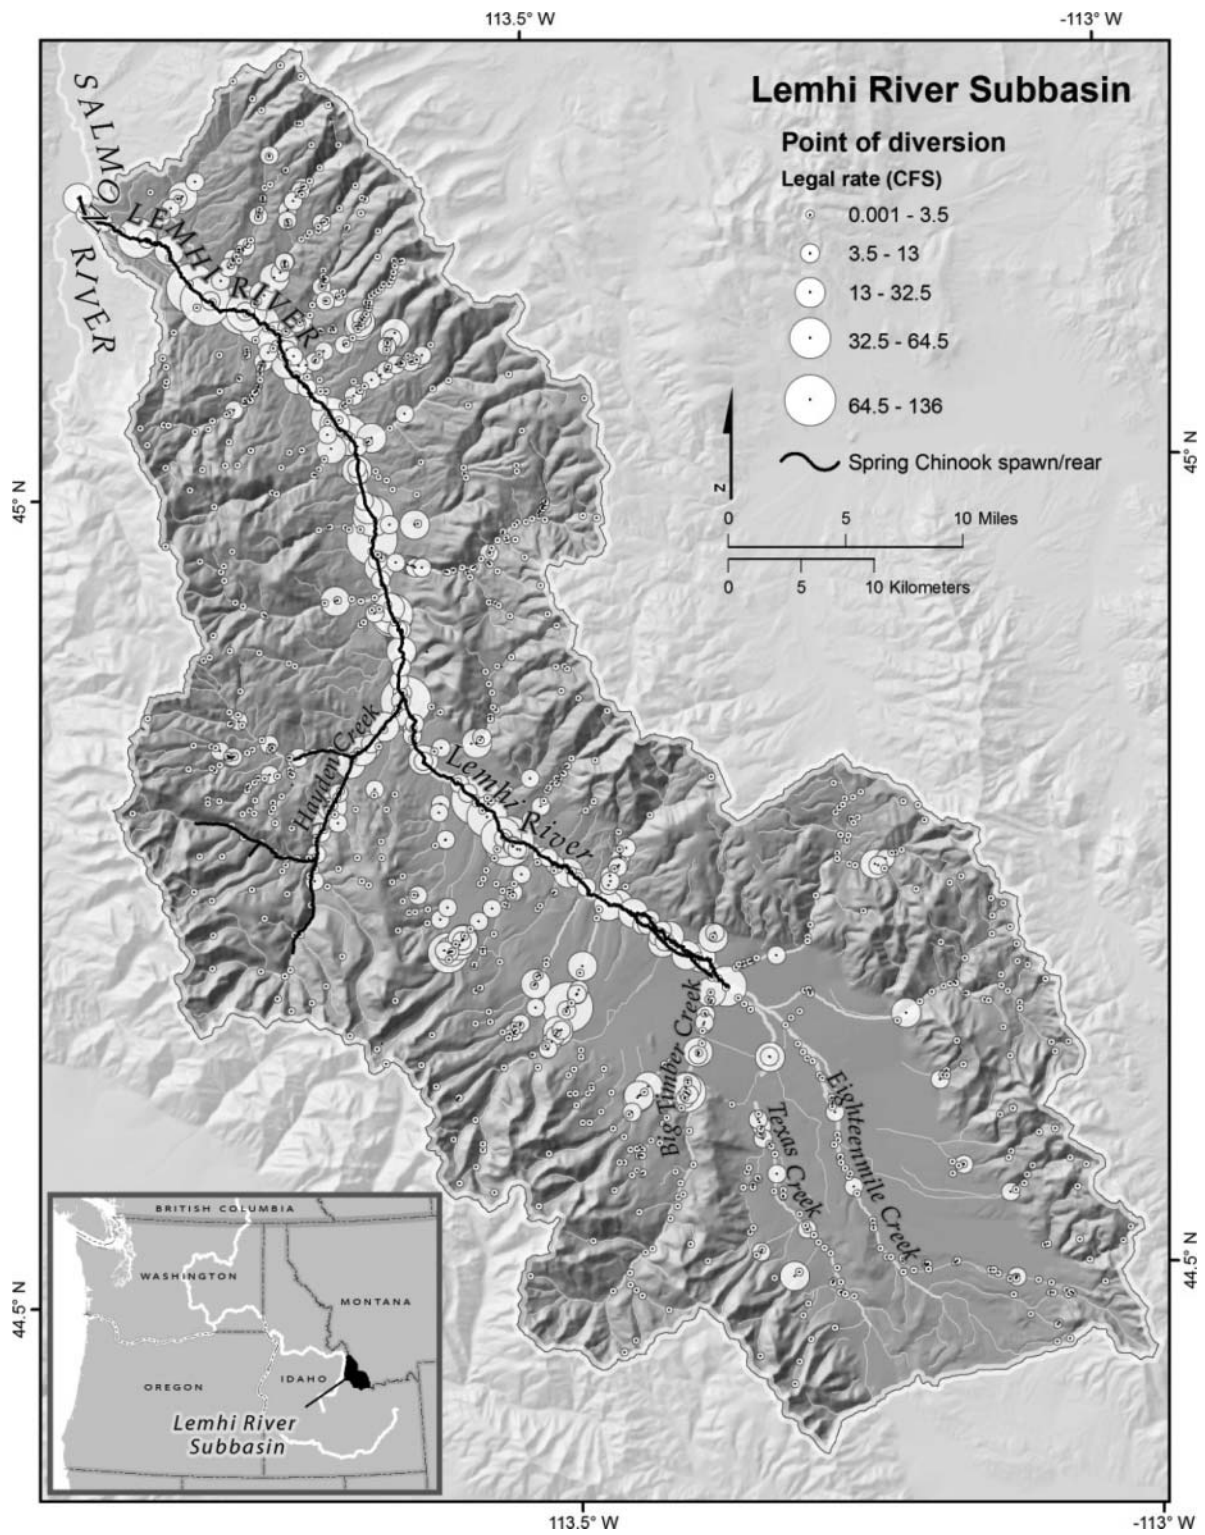 113.5° W
-113° W
Lemhi River Subbasin
Point of diversion
Legal rate (CFS)
0.001 - 3.5
3.5 - 13
13 - 32.5
32.5 - 64.5
64.5 - 136
Spring Chinook spawn/rear
N
0 5 10 Miles
0 5 10 Kilometers
SALMON
RIVER
LEMHI RIVER
45° N
45° N
Hayden Creek
Lemhi River
Big Timber Creek
Texas Creek
Eighteenmile Creek
44.5° N
44.5° N
BRITISH COLUMBIA
WASHINGTON
MONTANA
OREGON
IDAHO
Lemhi River
Subbasin
113.5° W
-113° W